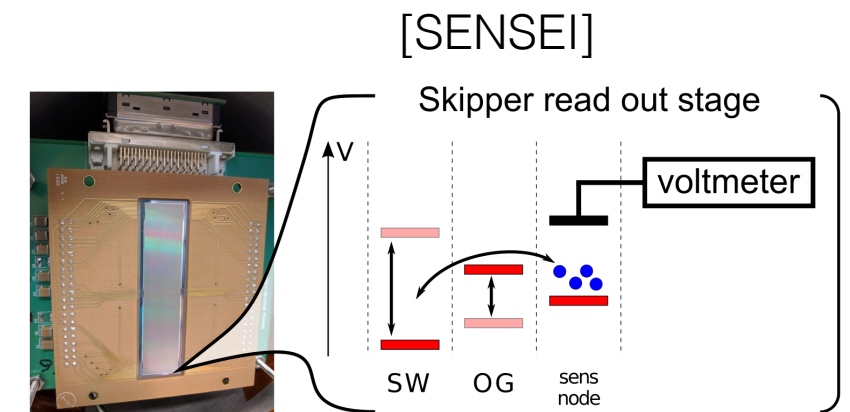 [SENSEI]
Skipper read out stage
V
voltmeter
SW
OG
sens
node